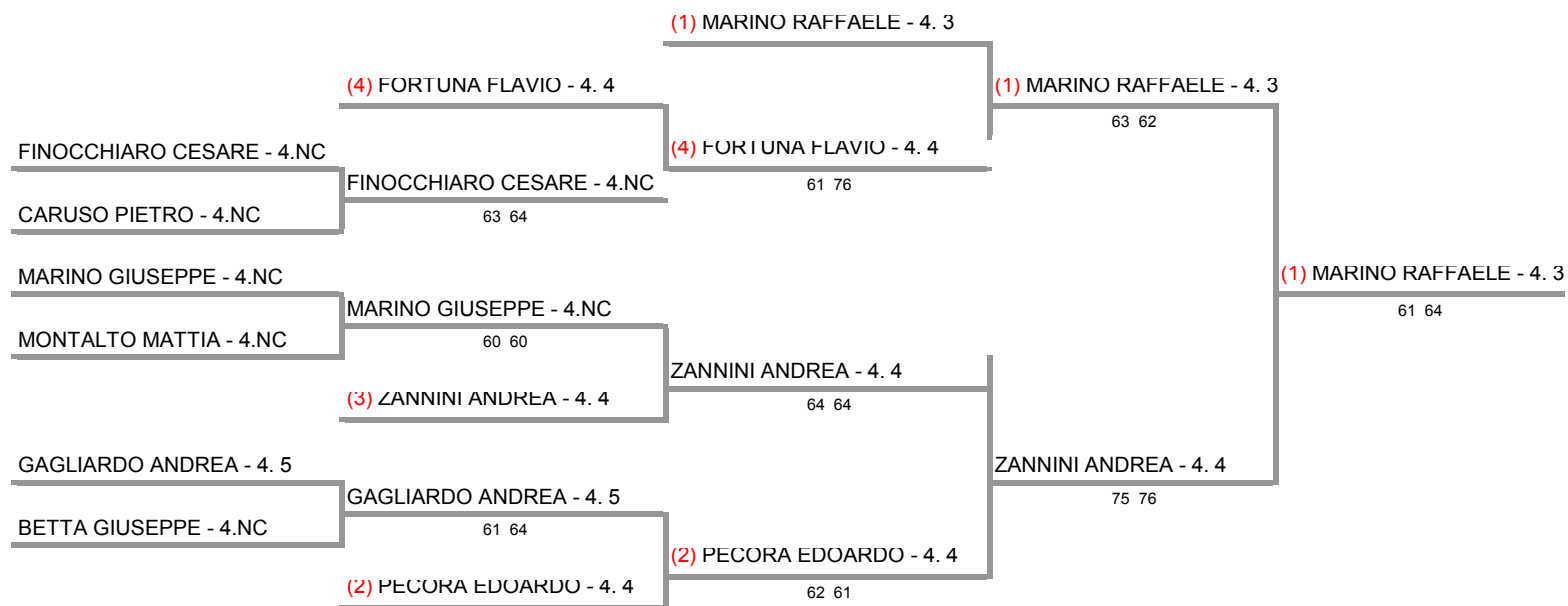 (1) MARINO RAFFAELE - 4. 3
(4) FORTUNA FLAVIO - 4. 4
(1) MARINO RAFFAELE - 4. 3
63 62
FINOCCHIARO CESARE - 4.NC
(4) FORTUNA FLAVIO - 4. 4
FINOCCHIARO CESARE - 4.NC
61 76
CARUSO PIETRO - 4.NC
63 64
MARINO GIUSEPPE - 4.NC
(1) MARINO RAFFAELE - 4. 3
MARINO GIUSEPPE - 4.NC
61 64
MONTALTO MATTIA - 4.NC
60 60
ZANNINI ANDREA - 4. 4
(3) ZANNINI ANDREA - 4. 4
64 64
GAGLIARDO ANDREA - 4. 5
ZANNINI ANDREA - 4. 4
GAGLIARDO ANDREA - 4. 5
75 76
BETTA GIUSEPPE - 4.NC
61 64
(2) PECORA EDOARDO - 4. 4
(2) PECORA EDOARDO - 4. 4
62 61